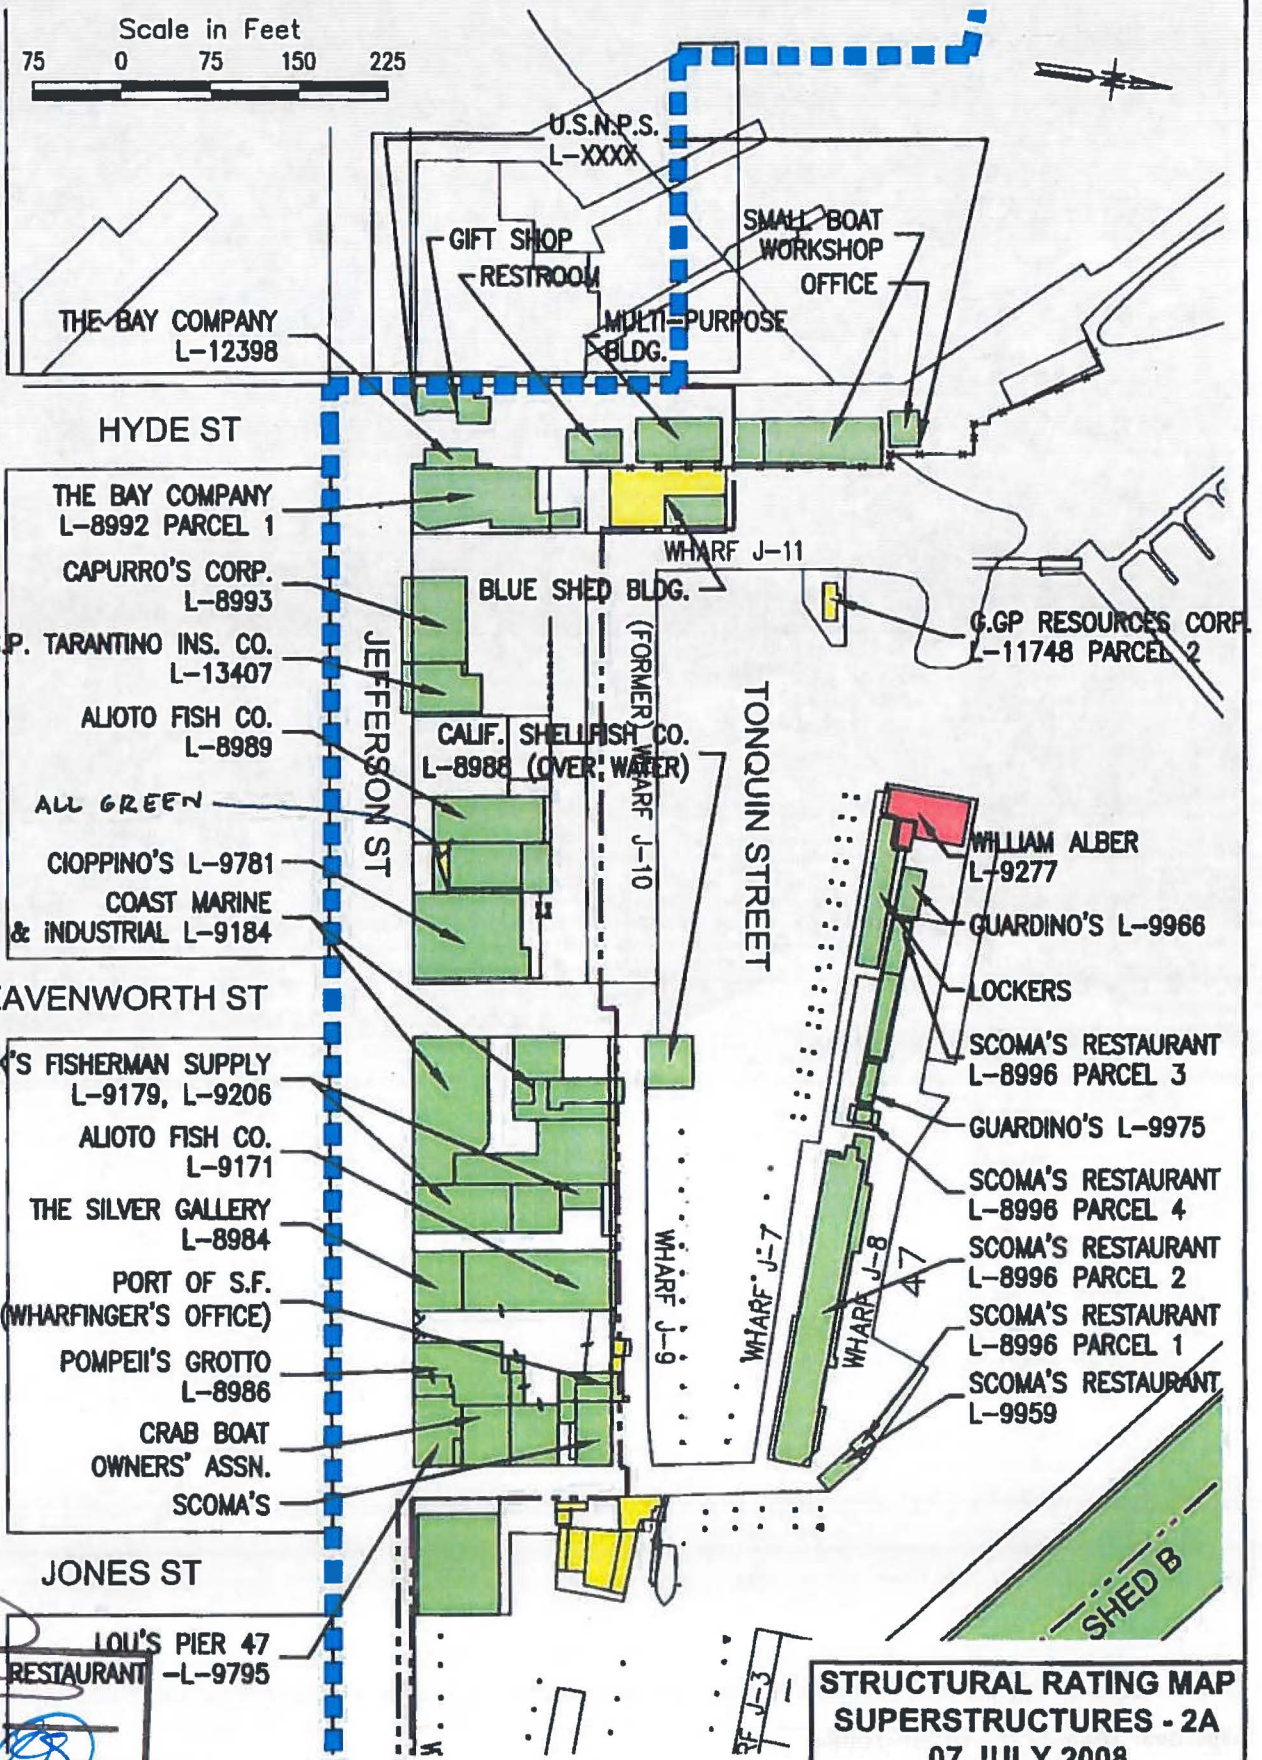 Scale in Feet
75 0 75 150 225
U.S.N.P.S.
L-XXXX
GIFT SHOP
RESTROOM
SMALL BOAT
WORKSHOP
OFFICE
MULTI-PURPOSE
BLDG.
THE BAY COMPANY
L-12398
HYDE ST
THE BAY COMPANY
L-8992 PARCEL 1
CAPURRO'S CORP.
L-8993
P. TARANTINO INS. CO.
L-13407
ALIOTO FISH CO.
L-8989
ALL GREEN
CIOPPINO'S L-9781
COAST MARINE
& INDUSTRIAL L-9184
JEFFERSON ST
WHARF J-11
BLUE SHED BLDG.
G.GP RESOURCES CORP.
L-11748 PARCEL 2
CALIF. SHELLFISH CO.
L-8988 (OVER WATER)
(FORMER) WHARF J-10
TONQUIN STREET
WILLIAM ALBER
L-9277
GUARDINO'S L-9966
LOCKERS
SCOMA'S RESTAURANT
L-8996 PARCEL 3
GUARDINO'S L-9975
SCOMA'S RESTAURANT
L-8996 PARCEL 4
SCOMA'S RESTAURANT
L-8996 PARCEL 2
SCOMA'S RESTAURANT
L-8996 PARCEL 1
SCOMA'S RESTAURANT
L-9959
EAVENWORTH ST
'S FISHERMAN SUPPLY
L-9179, L-9206
ALIOTO FISH CO.
L-9171
THE SILVER GALLERY
L-8984
PORT OF S.F.
(WHARFINGER'S OFFICE)
POMPEII'S GROTTO
L-8986
CRAB BOAT
OWNERS' ASSN.
SCOMA'S
WHARF J-9
WHARF J-7
WHARF J-8
47
JONES ST
LOU'S PIER 47
RESTAURANT -L-9795
SHED B
RF J-3
STRUCTURAL RATING MAP
SUPERSTRUCTURES - 2A
07 JULY 2008